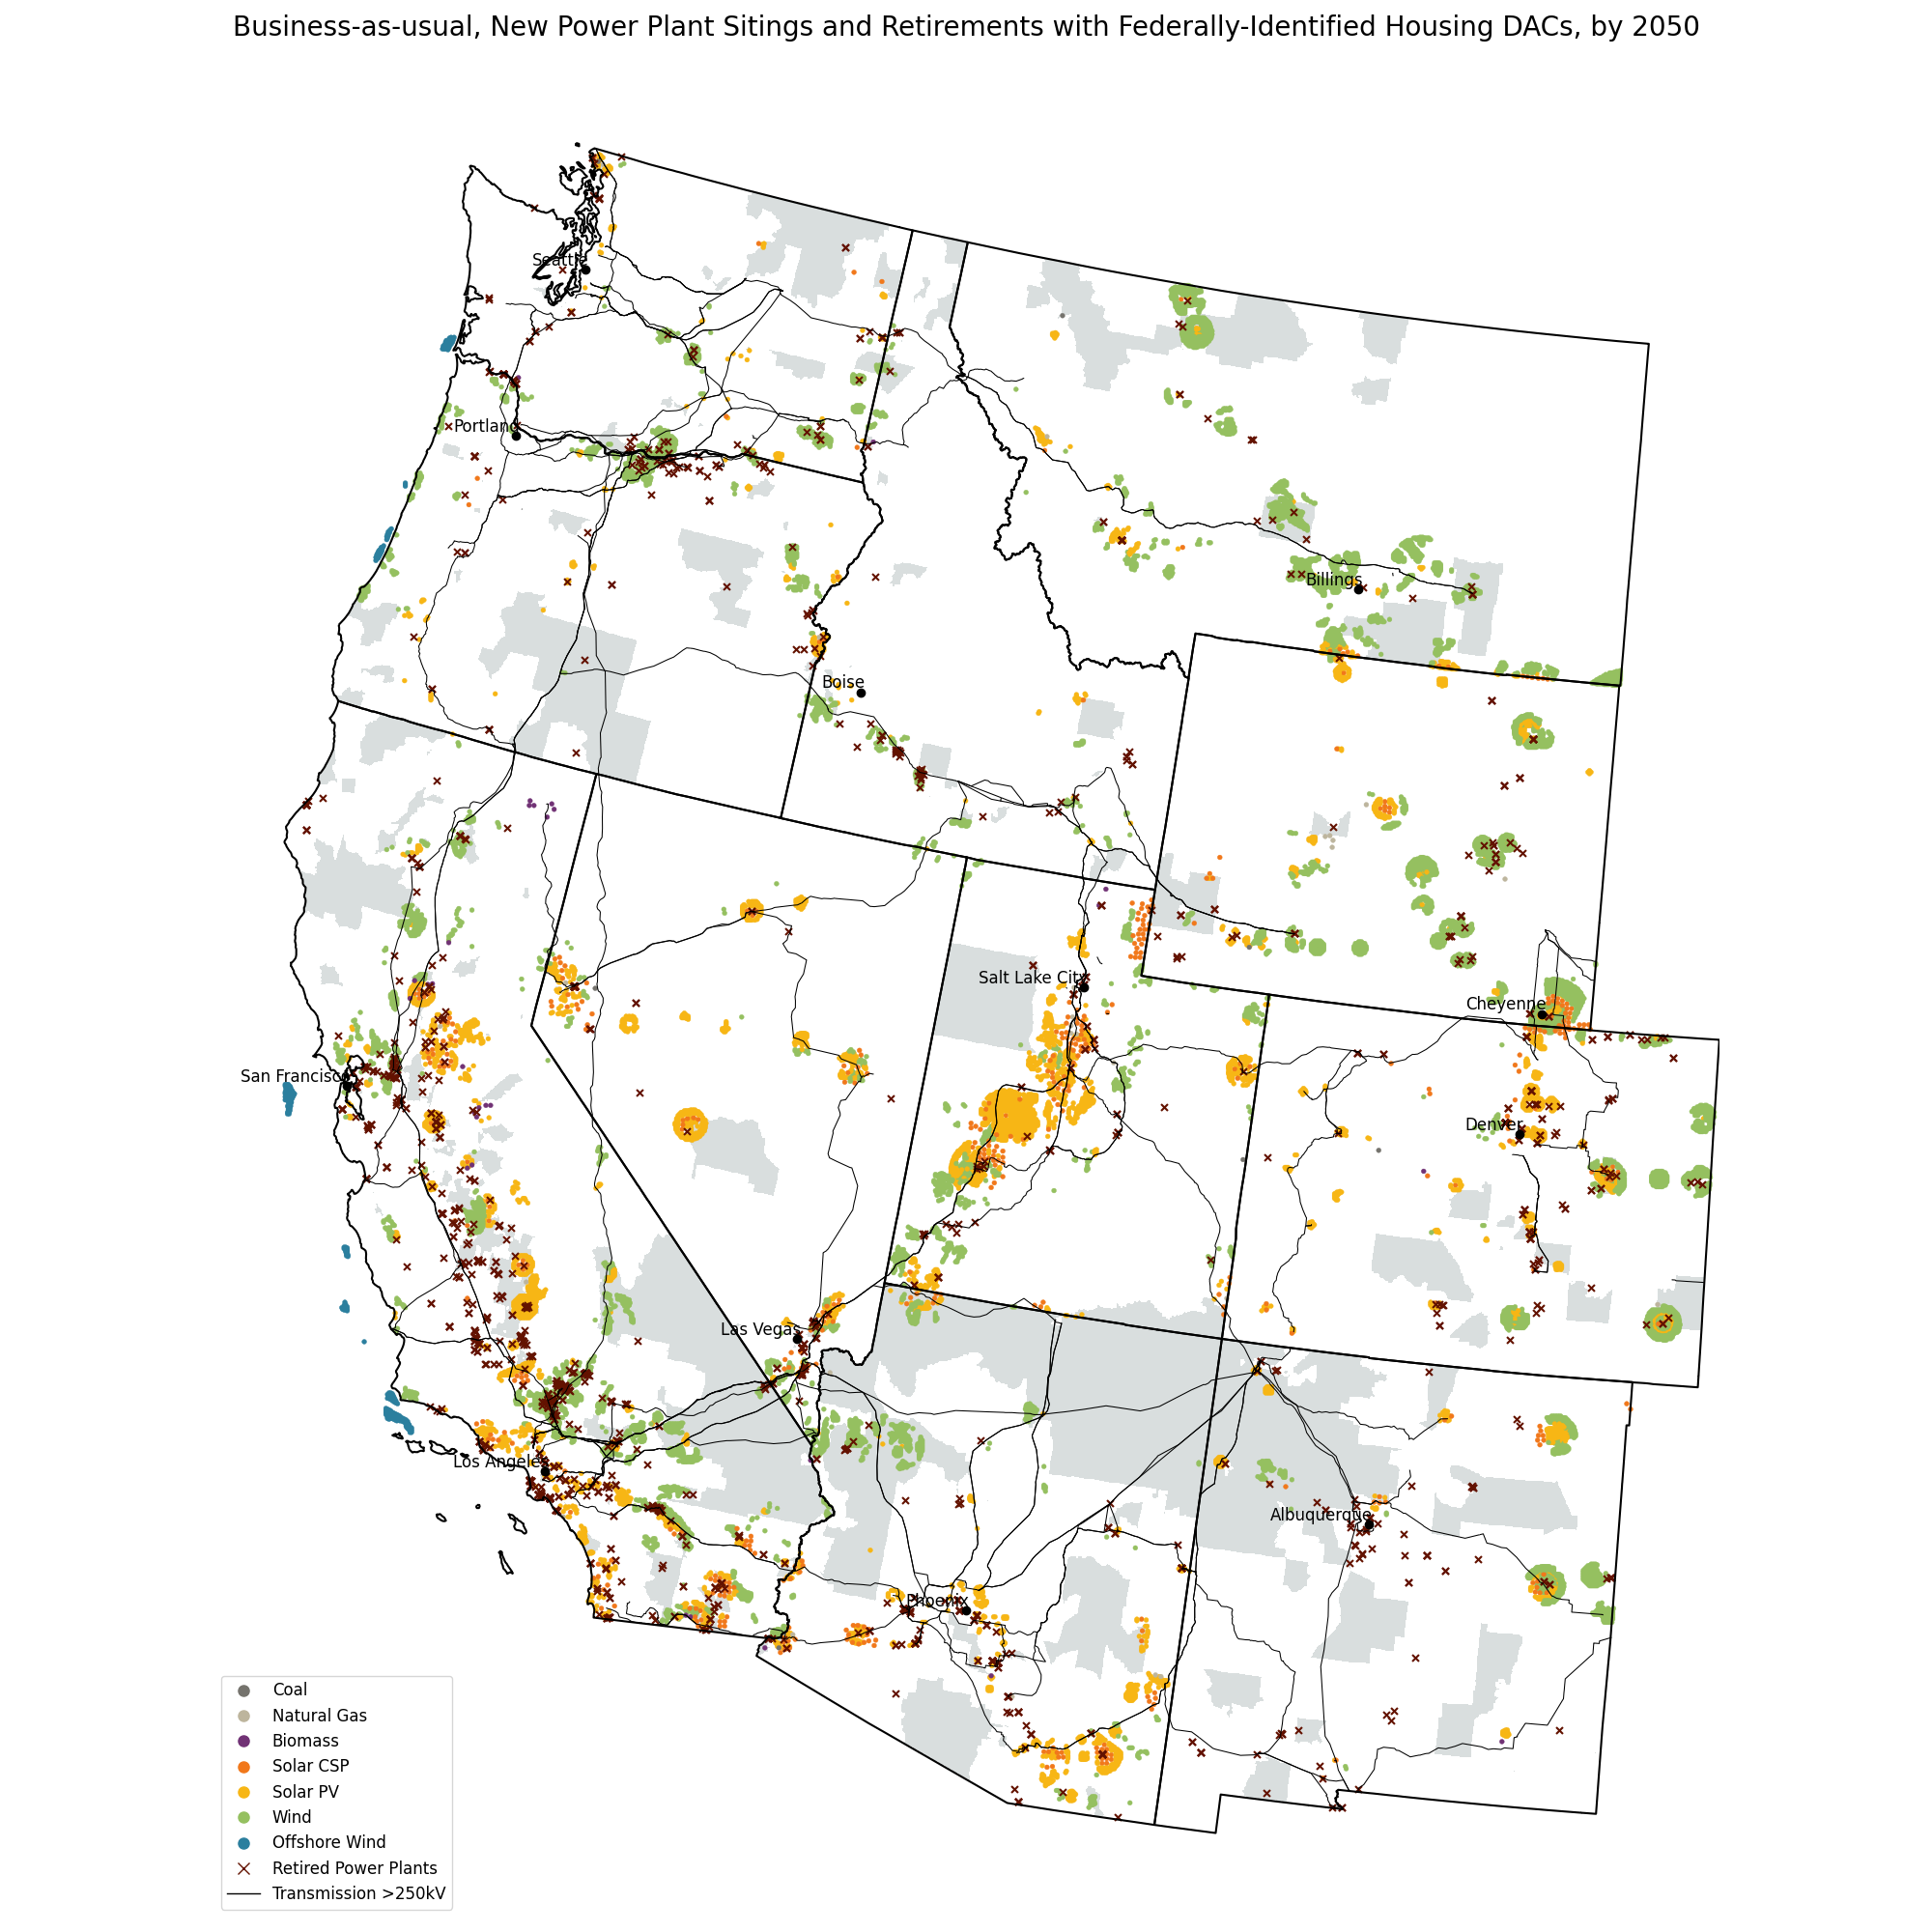 Business-as-usual, New Power Plant Sitings and Retirements with Federally-Identified Housing DACs, by 2050
Seattle
Portland
Billings
Boise
Salt Lake City
Cheyenne
San Francisco
Denver
Las Vegas
Los Angeles
Albuquerque
Phoenix
Coal
Natural Gas
Biomass
Solar CSP
Solar PV
Wind
Offshore Wind
Retired Power Plants
Transmission >250kV